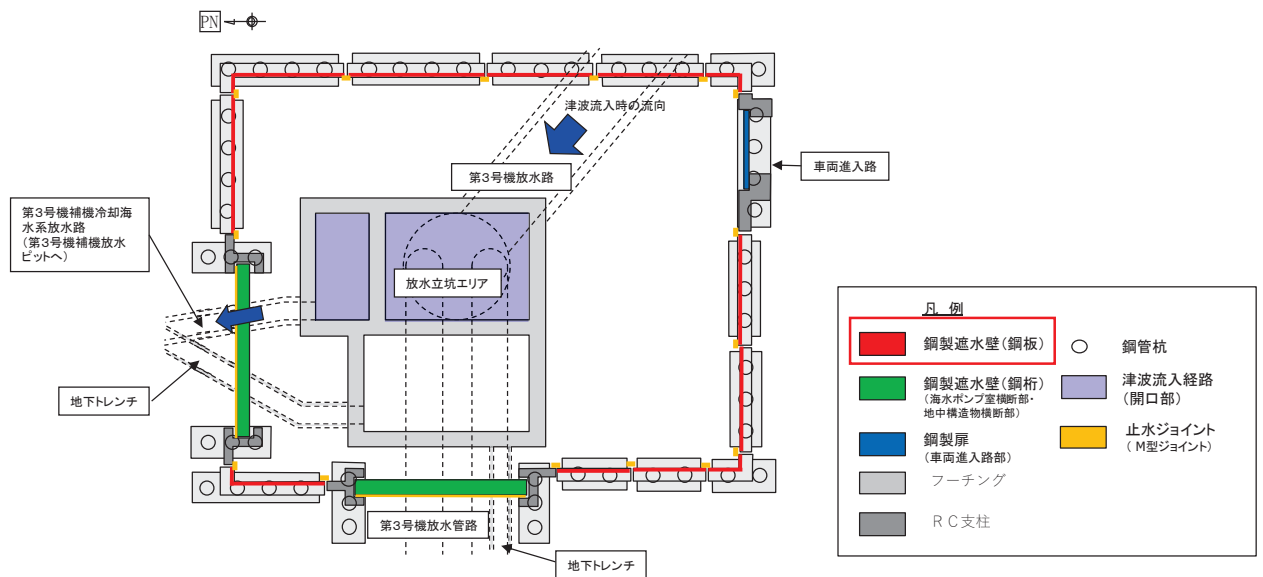 PN
津波流入時の流向
車両進入路
第3号機放水路
第3号機補機冷却海
水系放水路
(第3号機補機放水
ピットへ)
放水立坑エリア
地下トレンチ
第3号機放水管路
地下トレンチ
凡 例
鋼製遮水壁(鋼板)
鋼管杭
鋼製遮水壁(鋼桁)
(海水ポンプ室横断部・
地中構造物横断部)
津波流入経路
(開口部)
鋼製扉
(車両進入路部)
止水ジョイント
(M型ジョイント)
フーチング
RC支柱